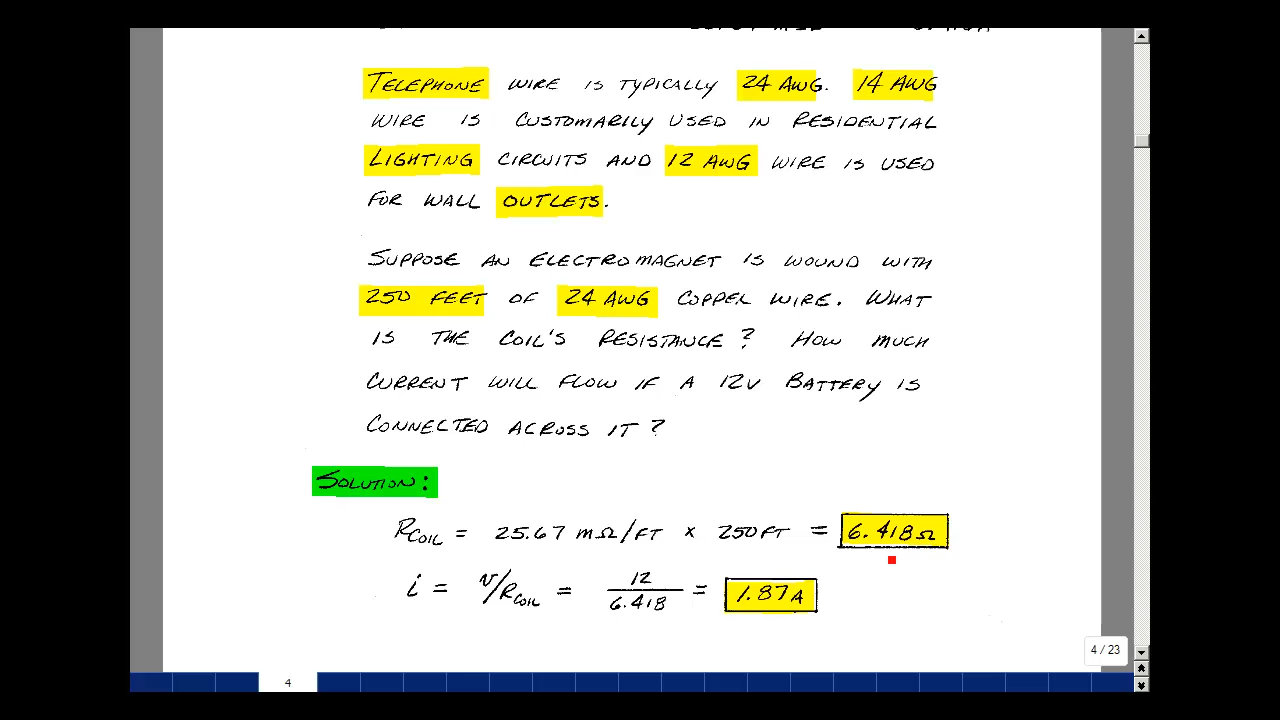 TELEPHONE WIRE IS TYPICALLY 24 AWG. 14 AWG
WIRE IS CUSTOMARILY USED IN RESIDENTIAL
LIGHTING CIRCUITS AND 12 AWG WIRE IS USED
FOR WALL OUTLETS.
SUPPOSE AN ELECTROMAGNET IS WOUND WITH
250 FEET OF 24 AWG COPPER WIRE. WHAT
IS THE COIL'S RESISTANCE? HOW MUCH
CURRENT WILL FLOW IF A 12V BATTERY IS
CONNECTED ACROSS IT?
SOLUTION:
RCOIL = 25.67 mΩ/FT x 250FT = 6.418Ω
i = v/RCOIL = 12/6.418 = 1.87A
4 / 23
4